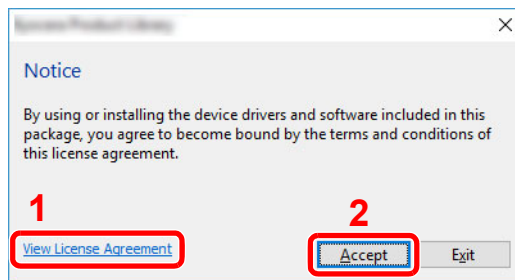 Notice
By using or installing the device drivers and software included in this
package, you agree to become bound by the terms and conditions of
this license agreement.
1
2
View License Agreement
Accept
Exit